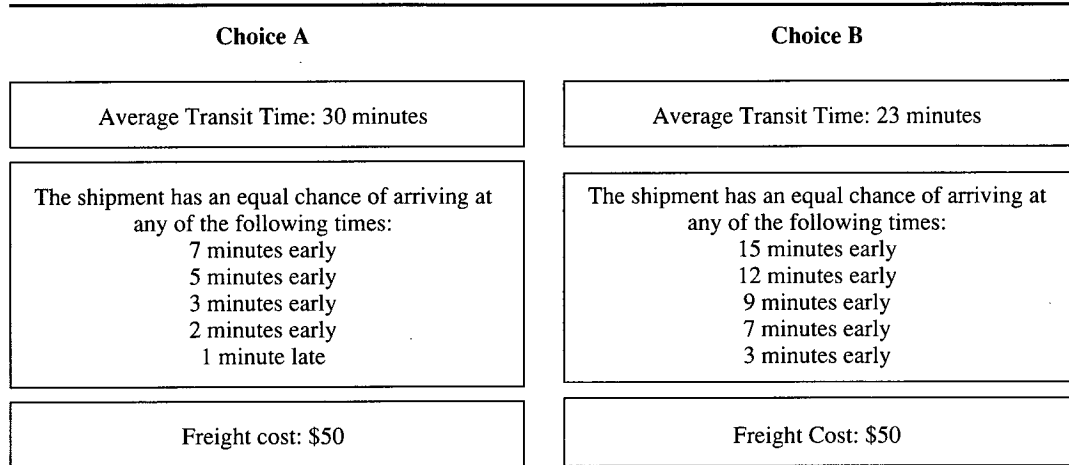 Choice A
Average Transit Time: 30 minutes
The shipment has an equal chance of arriving at
any of the following times:
7 minutes early
5 minutes early
3 minutes early
2 minutes early
1 minute late
Freight cost: $50
Choice B
Average Transit Time: 23 minutes
The shipment has an equal chance of arriving at
any of the following times:
15 minutes early
12 minutes early
9 minutes early
7 minutes early
3 minutes early
Freight Cost: $50